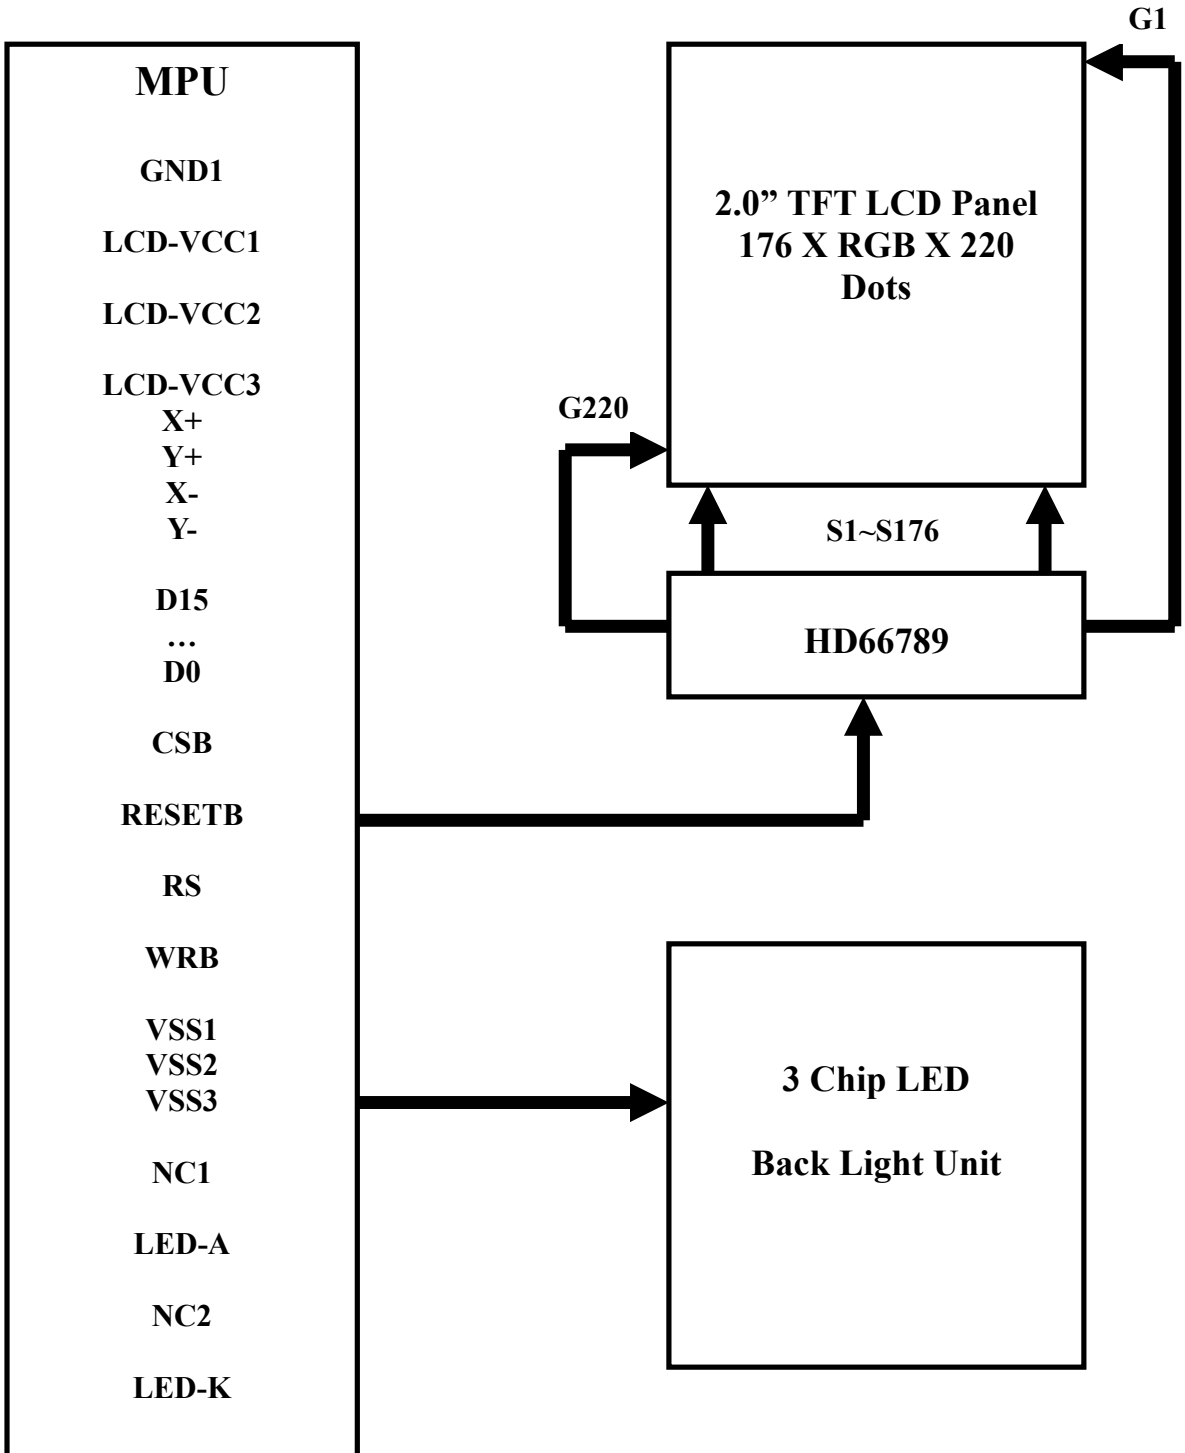 MPU
GND1
LCD-VCC1
LCD-VCC2
LCD-VCC3
X+
Y+
X-
Y-
D15
…
D0
CSB
RESETB
RS
WRB
VSS1
VSS2
VSS3
NC1
LED-A
NC2
LED-K
G1
2.0” TFT LCD Panel
176 X RGB X 220
Dots
G220
S1~S176
HD66789
3 Chip LED
Back Light Unit